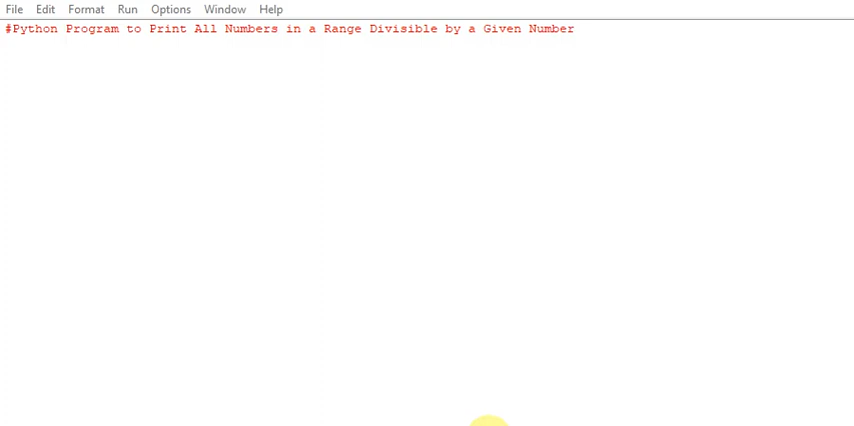 File Edit Format Run Options Window Help
#Python Program to Print All Numbers in a Range Divisible by a Given Number